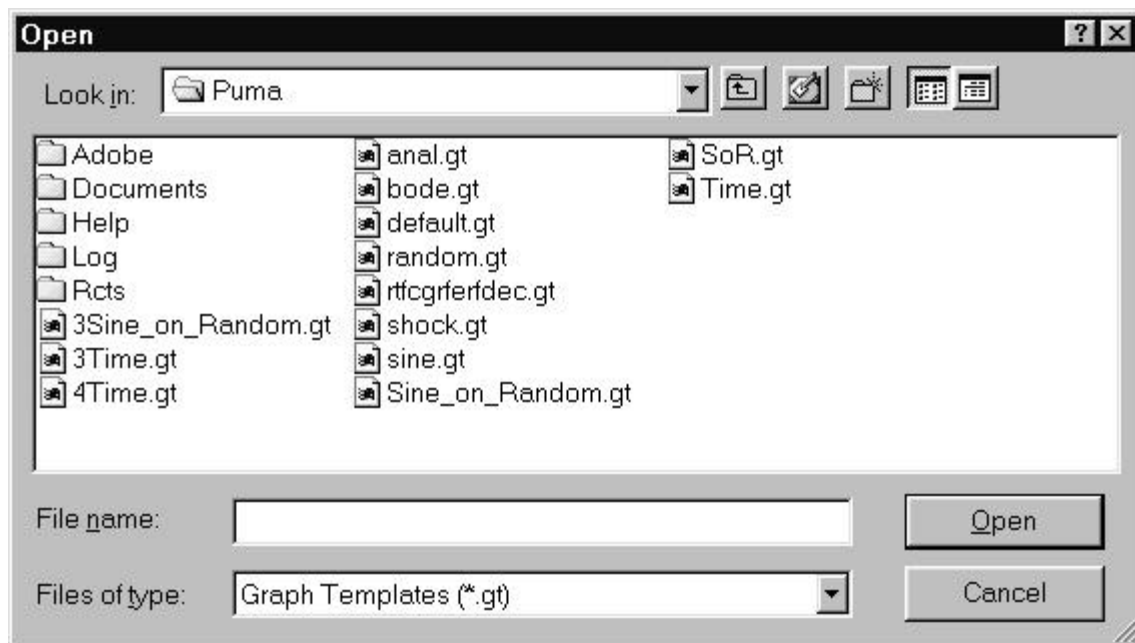 Open
Look in: Puma
Adobe
Documents
Help
Log
Rcts
3Sine_on_Random.gt
3Time.gt
4Time.gt
anal.gt
bode.gt
default.gt
random.gt
rtfcgrferfdec.gt
shock.gt
sine.gt
Sine_on_Random.gt
SoR.gt
Time.gt
File name:
Open
Files of type: Graph Templates (*.gt)
Cancel